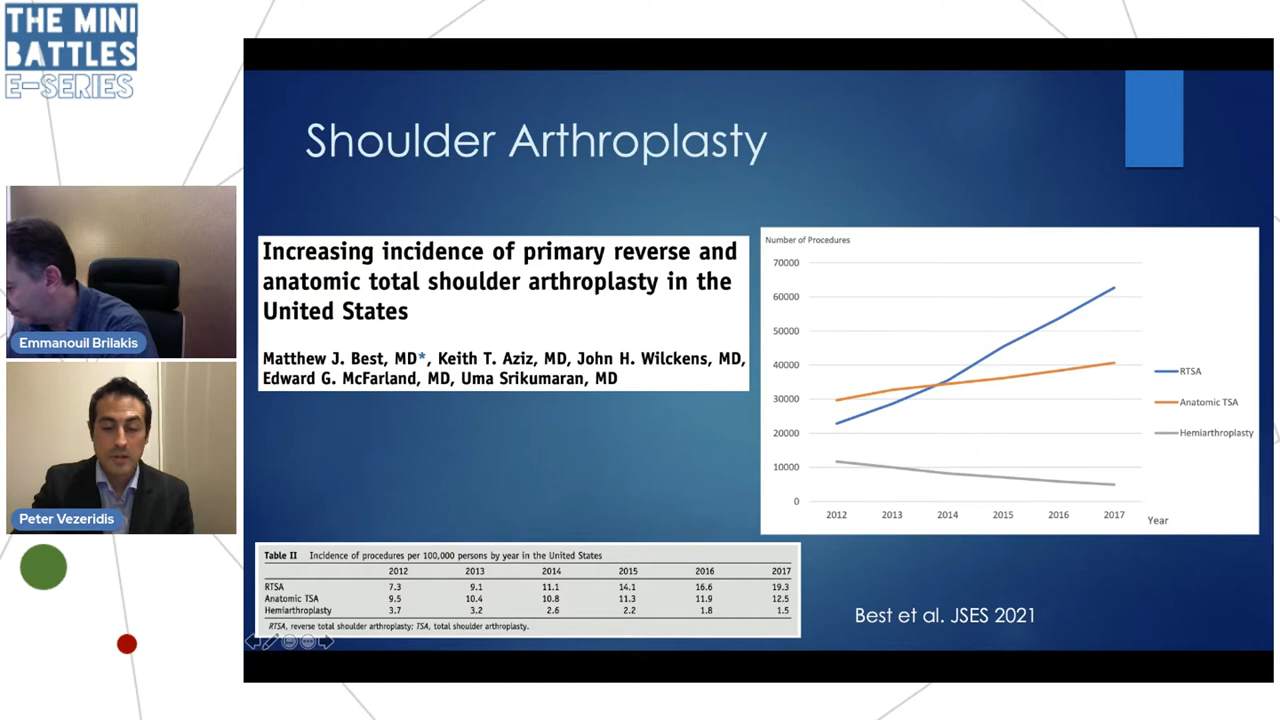 THE MINI
BATTLES
E-SERIES
Emmanouil Brilakis
Peter Vezeridis
Shoulder Arthroplasty
Increasing incidence of primary reverse and
anatomic total shoulder arthroplasty in the
United States
Matthew J. Best, MD*, Keith T. Aziz, MD, John H. Wilckens, MD,
Edward G. McFarland, MD, Uma Srikumaran, MD
Number of Procedures
70000
60000
50000
40000
30000
20000
10000
0
2012 2013 2014 2015 2016 2017
Year
RTSA
Anatomic TSA
Hemiarthroplasty
Table II Incidence of procedures per 100,000 persons by year in the United States
2012 2013 2014 2015 2016 2017
RTSA 7.3 9.1 11.1 14.1 16.6 19.3
Anatomic TSA 9.5 10.4 10.8 11.3 11.9 12.5
Hemiarthroplasty 3.7 3.2 2.6 2.2 1.8 1.5
RTSA, reverse total shoulder arthroplasty; TSA, total shoulder arthroplasty.
Best et al. JSES 2021